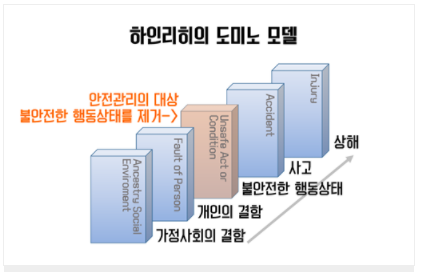 하인리히의 도미노 모델
안전관리의 대상
불안전한 행동상태를 제거->
Ancestry Social
Enviroment
Fault of Person
Unsafe Act or
Condition
Accident
Injury
상해
사고
불안전한 행동상태
개인의 결함
가정사회의 결함